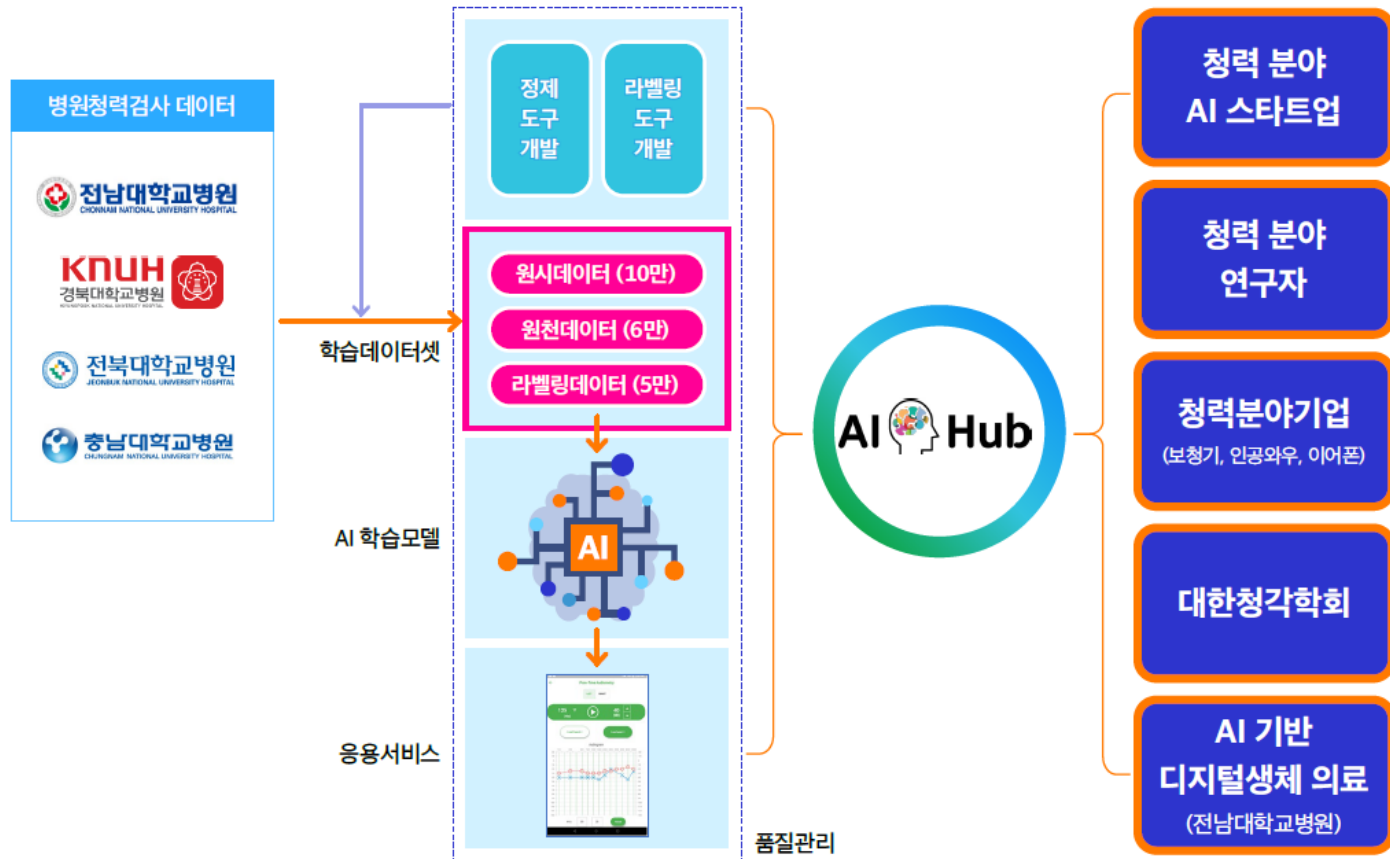 병원청력검사 데이터
전남대학교병원
CHONNAM NATIONAL UNIVERSITY HOSPITAL
KNUH
경북대학교병원
전북대학교병원
JEONBUK NATIONAL UNIVERSITY HOSPITAL
충남대학교병원
CHUNGNAM NATIONAL UNIVERSITY HOSPITAL
정제
도구
개발
라벨링
도구
개발
원시데이터 (10만)
원천데이터 (6만)
라벨링데이터 (5만)
학습데이터셋
AI 학습모델
AI
응용서비스
품질관리
AI Hub
청력 분야
AI 스타트업
청력 분야
연구자
청력분야기업
(보청기, 인공와우, 이어폰)
대한청각학회
AI 기반
디지털생체 의료
(전남대학교병원)